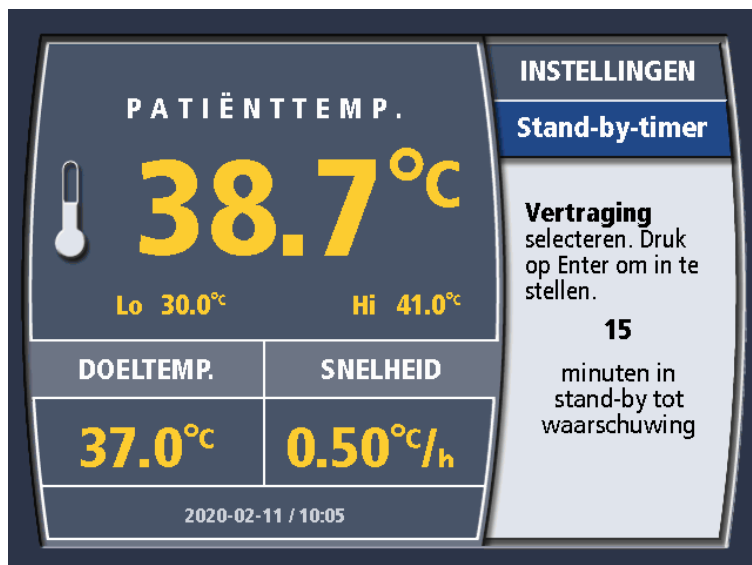 PATIËNTTEMP.
38.7°C
Lo 30.0°C Hi 41.0°C
DOELTEMP. SNELHEID
37.0°C 0.50°C/h
2020-02-11 / 10:05
INSTELLINGEN
Stand-by-timer
Vertraging
selecteren. Druk
op Enter om in te
stellen.
15
minuten in
stand-by tot
waarschuwing